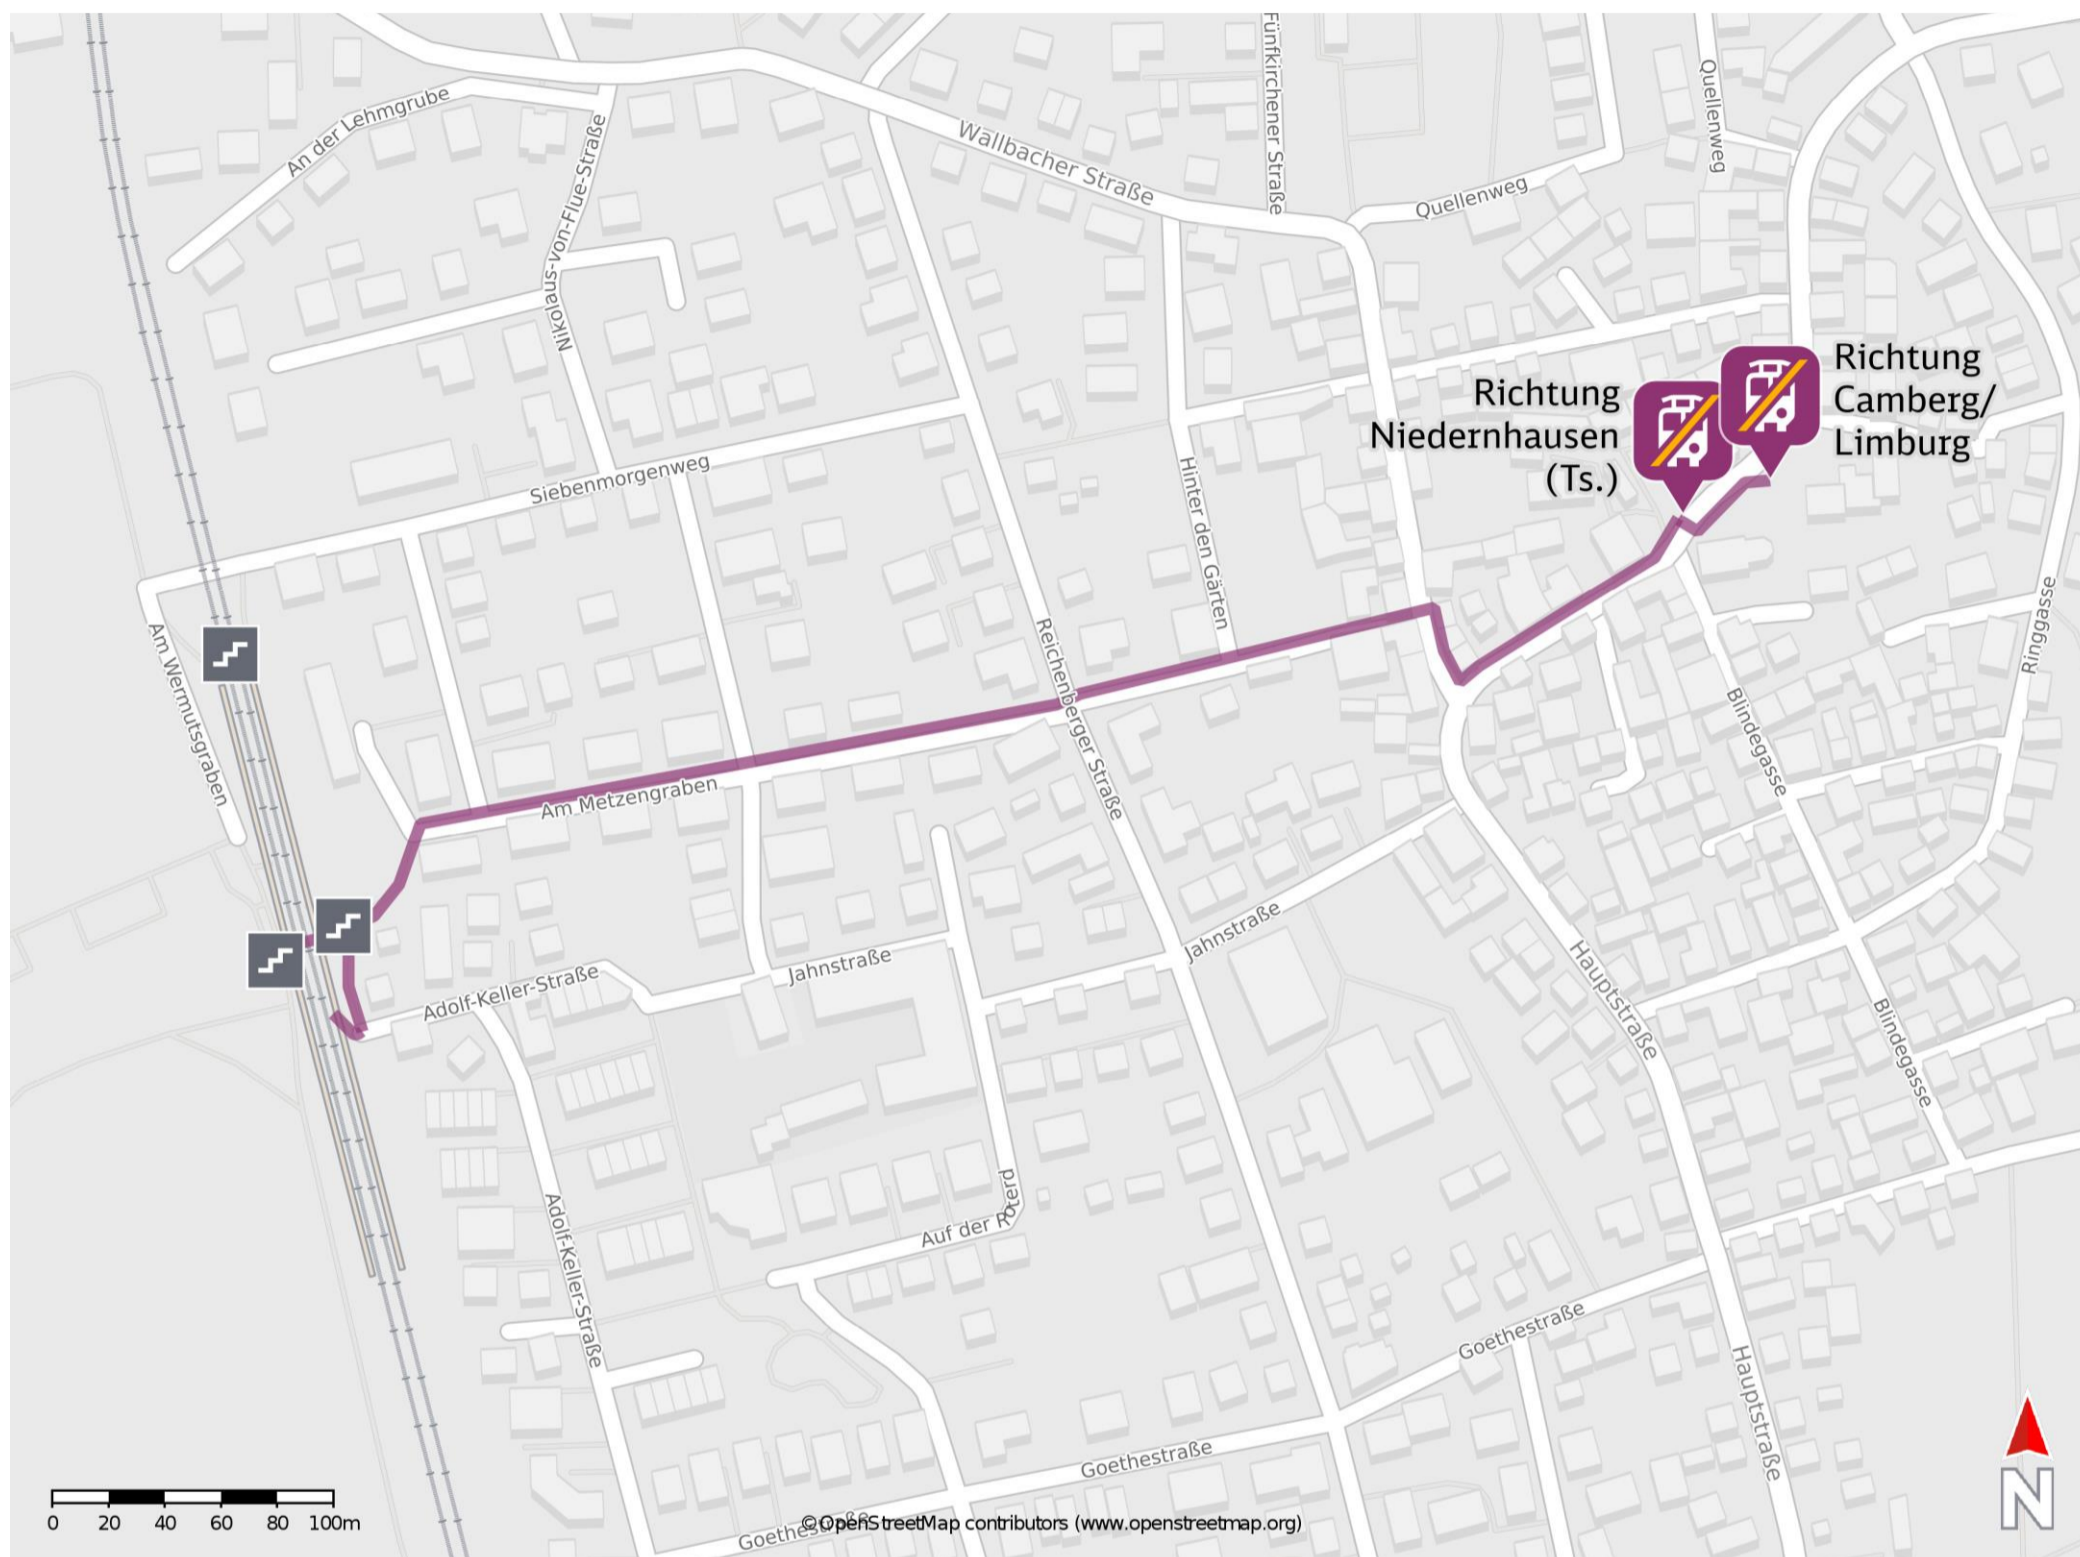 Fünfkirchener Straße
Quellenweg
An der Lehmgrube
Wallbacher Straße
Nikolaus-von-Flüe-Straße
Quellenweg
Richtung
Camberg/
Limburg
Richtung
Niedernhausen
(Ts.)
Siebenmorgenweg
Hinter den Gärten
Am Wermutsgraben
Reichenberger Straße
Ringgasse
Blindegasse
Am Metzengraben
Jahnstraße
Jahnstraße
Adolf-Keller-Straße
Hauptstraße
Blindegasse
Auf der Roterd
Adolf-Keller-Straße
Goethestraße
Hauptstraße
Goethestraße
Goethestraße
0 20 40 60 80 100m
©OpenStreetMap contributors (www.openstreetmap.org)
N